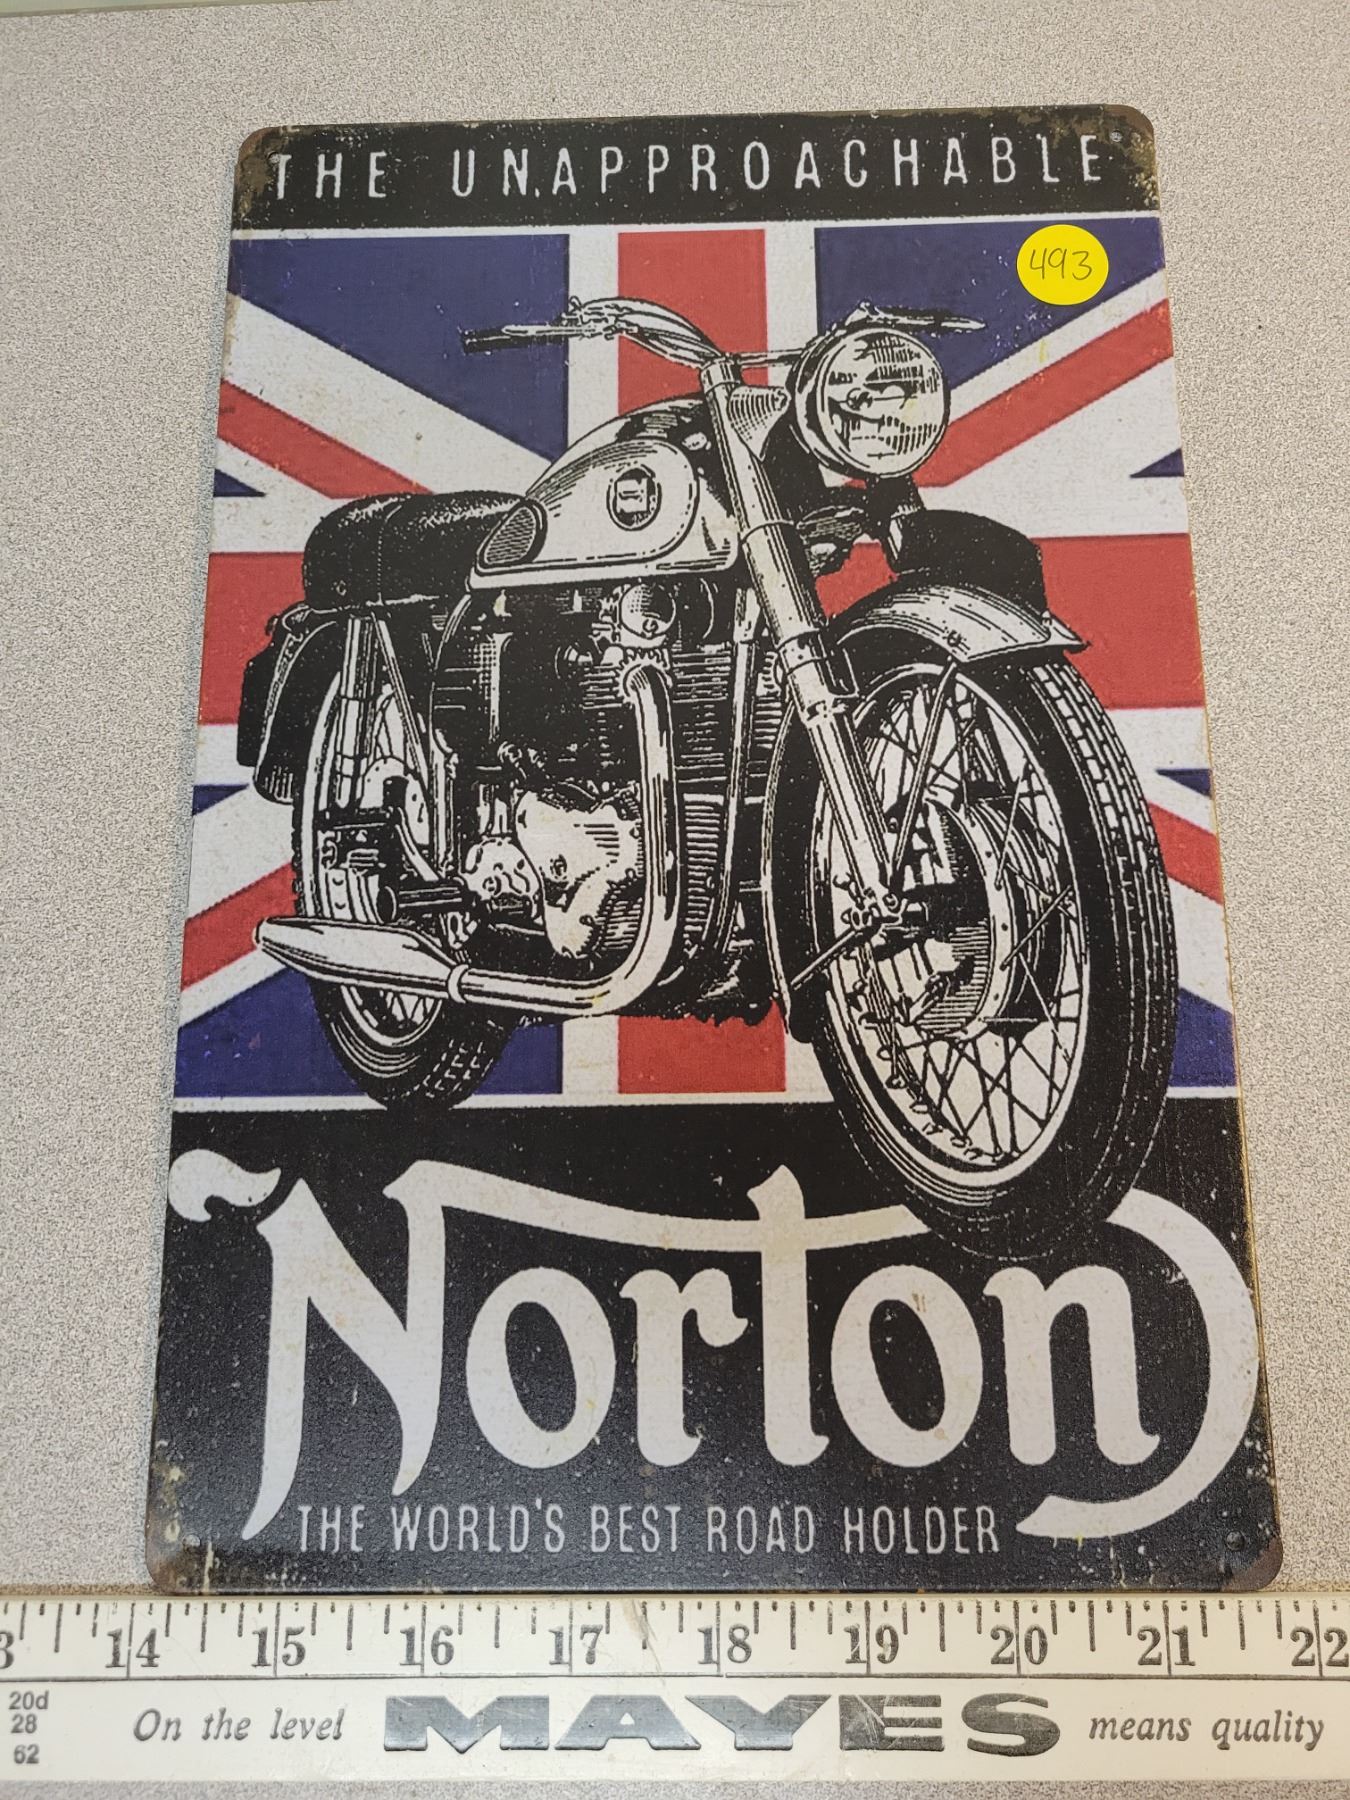 THE UNAPPROACHABLE
493
Norton
THE WORLD'S BEST ROAD HOLDER
3 14 15 16 17 18 19 20 21 22
20d
28
62
On the level MAYES means quality